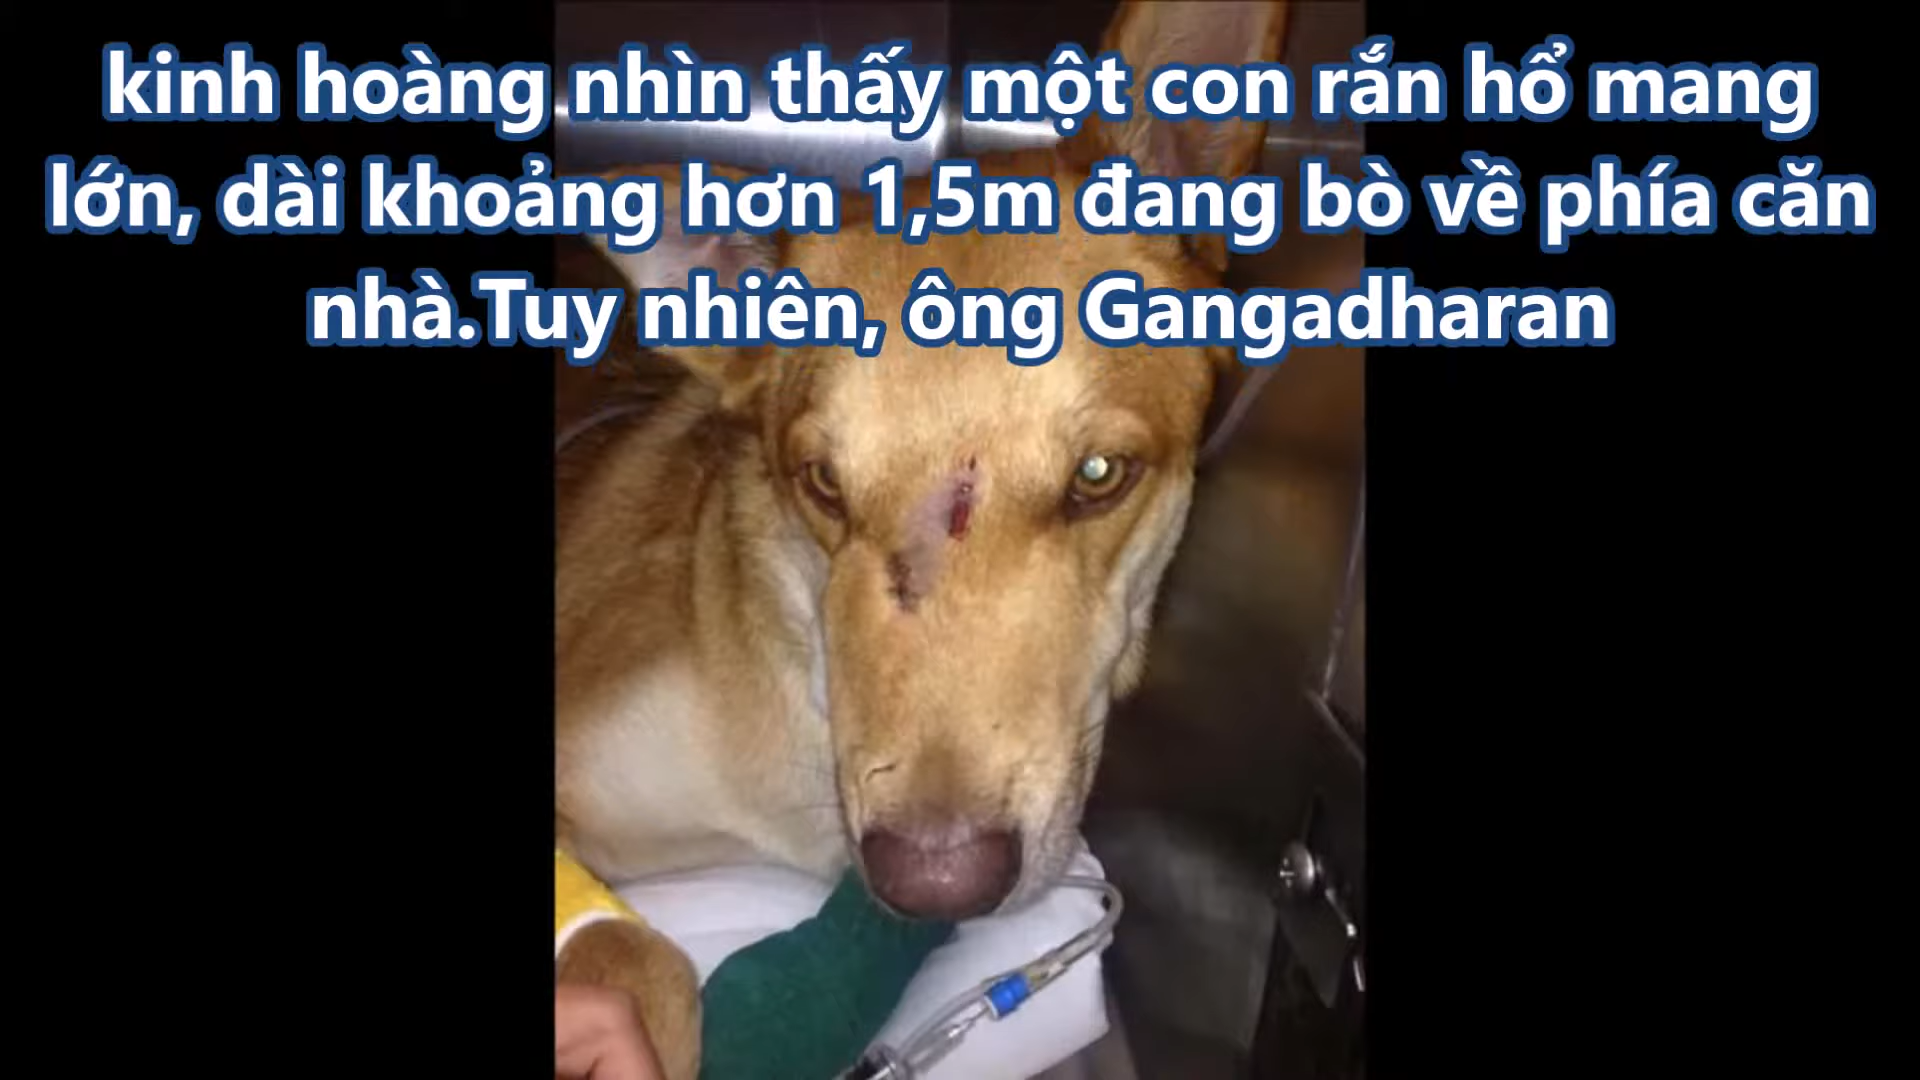 kinh hoàng nhìn thấy một con rắn hổ mang
lớn, dài khoảng hơn 1,5m đang bò về phía căn
nhà.Tuy nhiên, ông Gangadharan